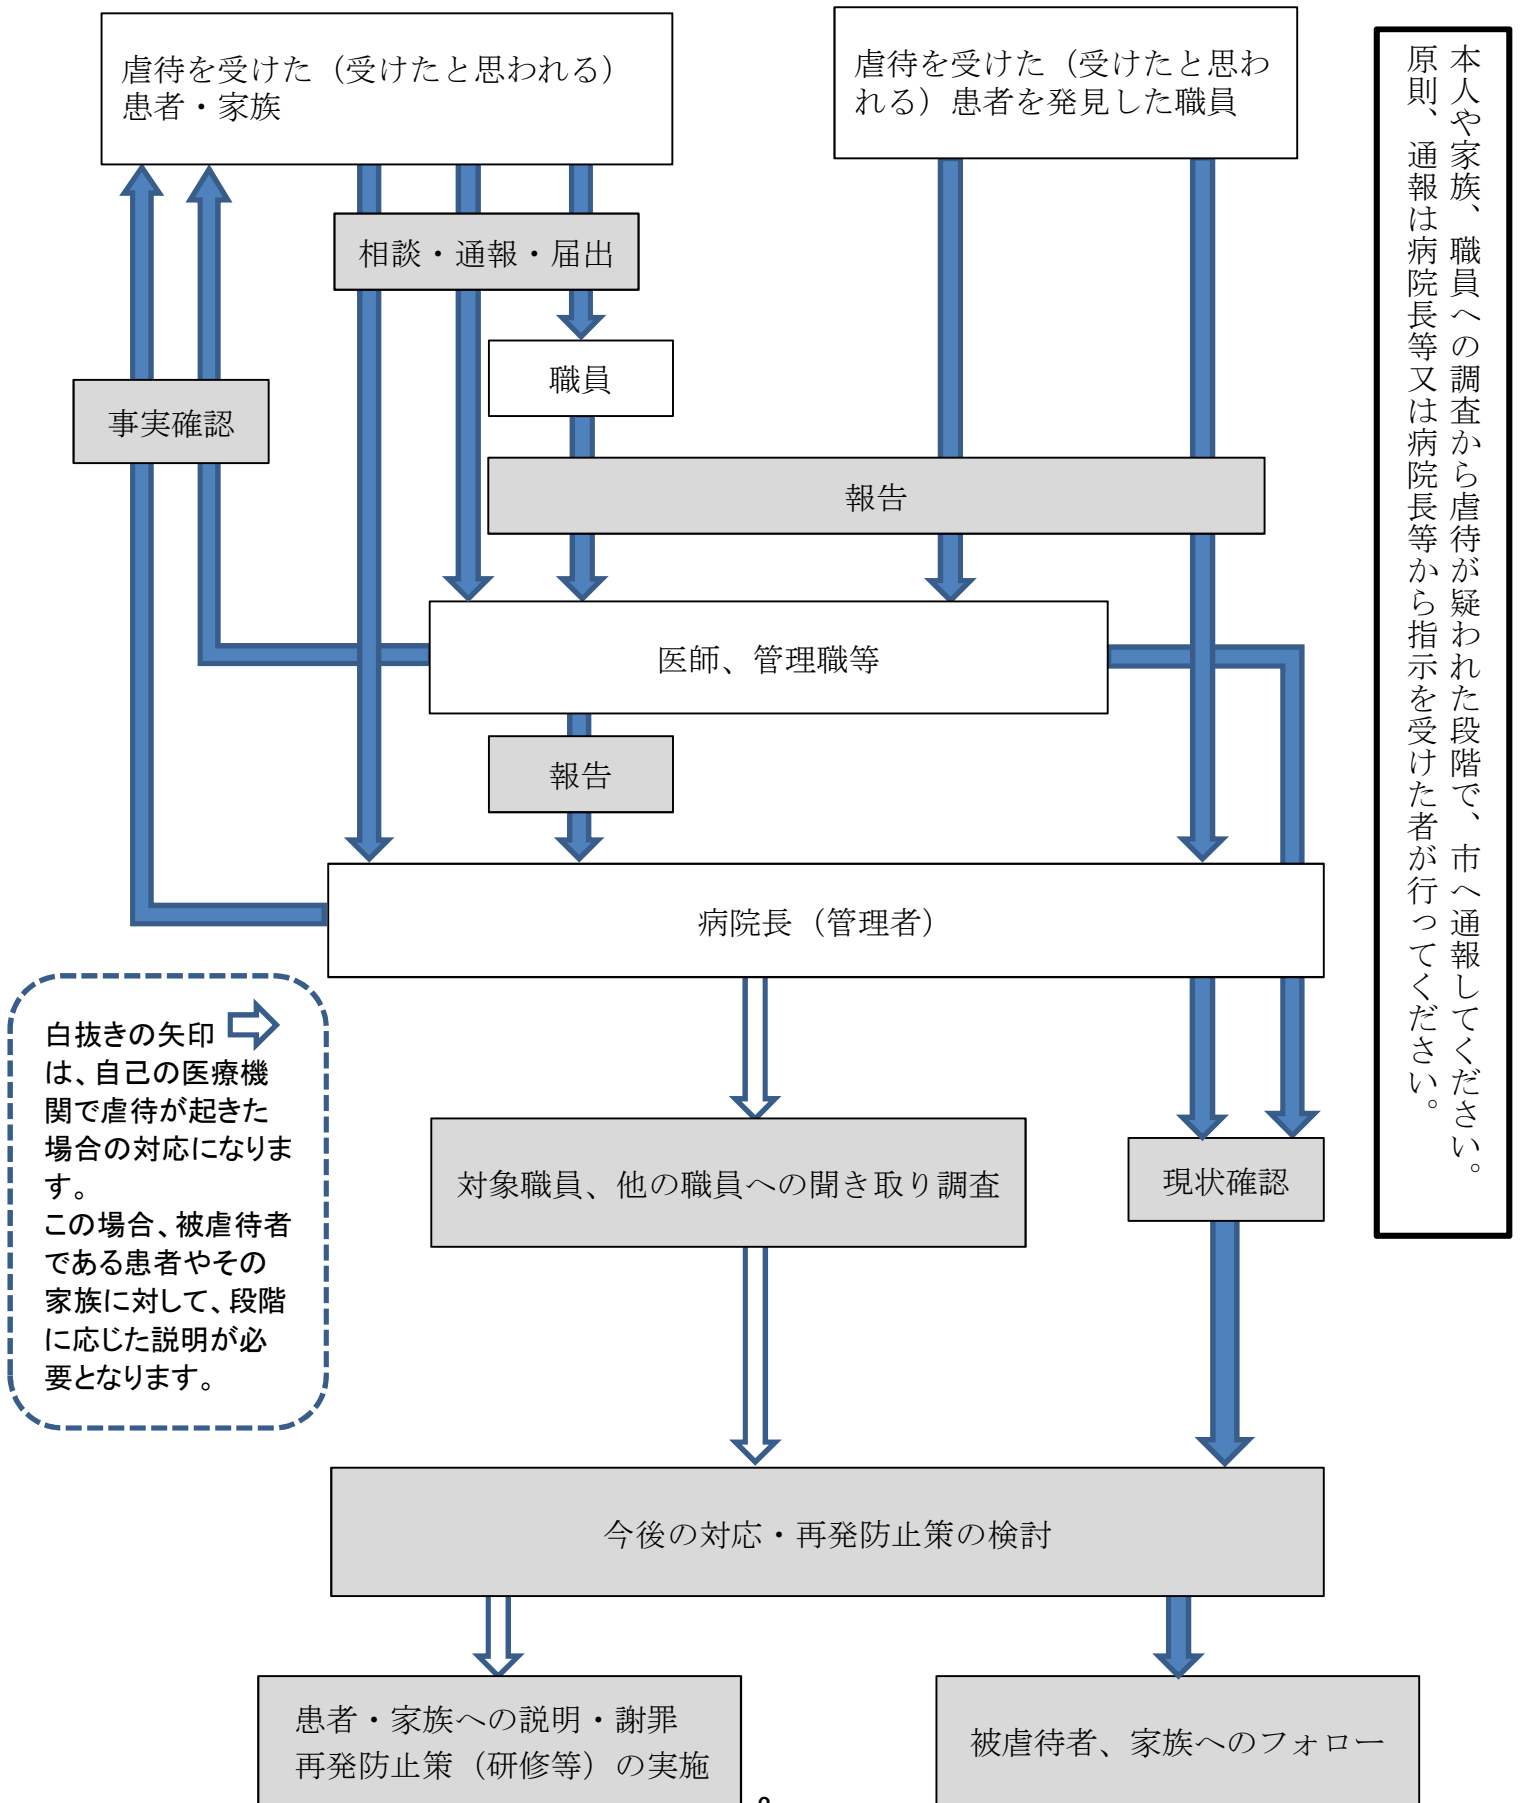 虐待を受けた（受けたと思われる）
患者・家族
虐待を受けた（受けたと思わ
れる）患者を発見した職員
本人や家族、職員への調査から虐待が疑われた段階で、市へ通報してください。
原則、通報は病院長等又は病院長等から指示を受けた者が行ってください。
相談・通報・届出
職員
事実確認
報告
医師、管理職等
報告
病院長（管理者）
白抜きの矢印
は、自己の医療機
関で虐待が起きた
場合の対応になりま
す。
この場合、被虐待者
である患者やその
家族に対して、段階
に応じた説明が必
要となります。
対象職員、他の職員への聞き取り調査
現状確認
今後の対応・再発防止策の検討
患者・家族への説明・謝罪
再発防止策（研修等）の実施
被虐待者、家族へのフォロー